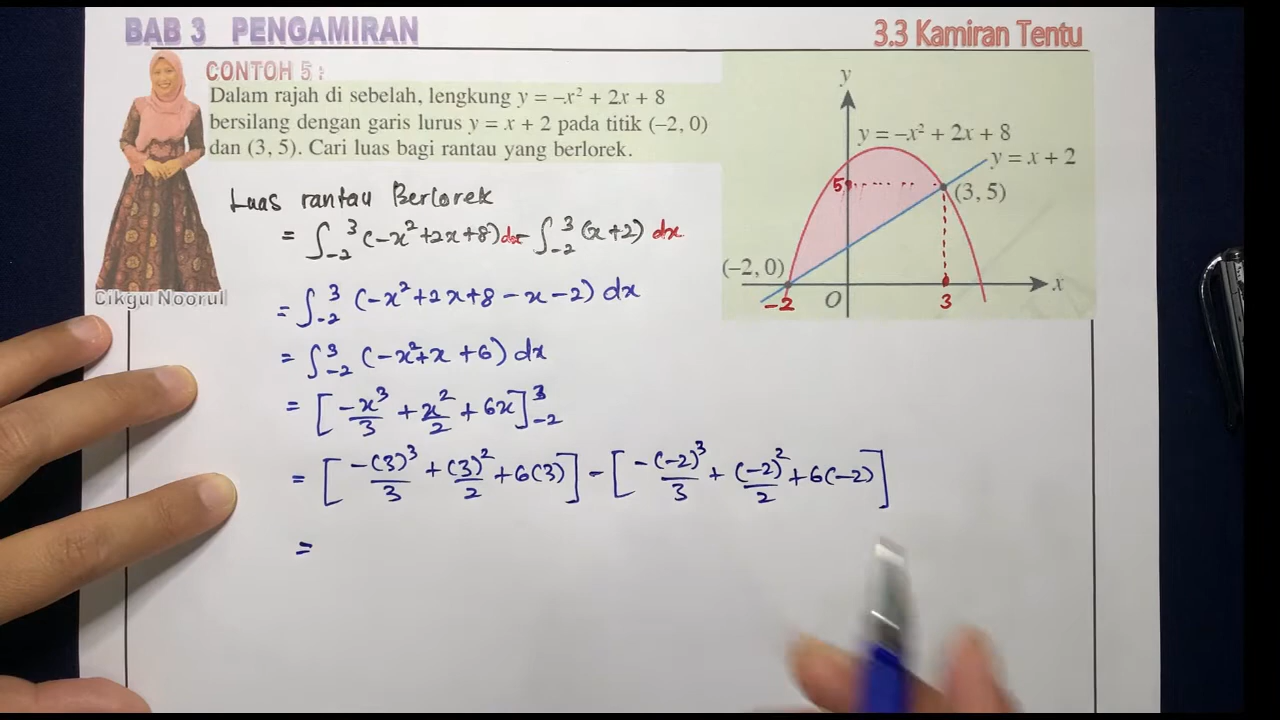 BAB 3 PENGAMIRAN
3.3 Kamiran Tentu
CONTOH 5 :
Dalam rajah di sebelah, lengkung y = –x² + 2x + 8
bersilang dengan garis lurus y = x + 2 pada titik (–2, 0)
dan (3, 5). Cari luas bagi rantau yang berlorek.
Cikgu Noorul
y
y = –x² + 2x + 8
y = x + 2
5
(3, 5)
(–2, 0)
-2
O
3
x
Luas rantau Berlorek
= ∫₋₂³ (-x²+2x+8) dx - ∫₋₂³ (x+2) dx
= ∫₋₂³ (-x²+2x+8-x-2) dx
= ∫₋₂³ (-x²+x+6) dx
= [-x³/3 + x²/2 + 6x]³₋₂
= [-(3)³/3 + (3)²/2 + 6(3)] - [-(-2)³/3 + (-2)²/2 + 6(-2)]
=